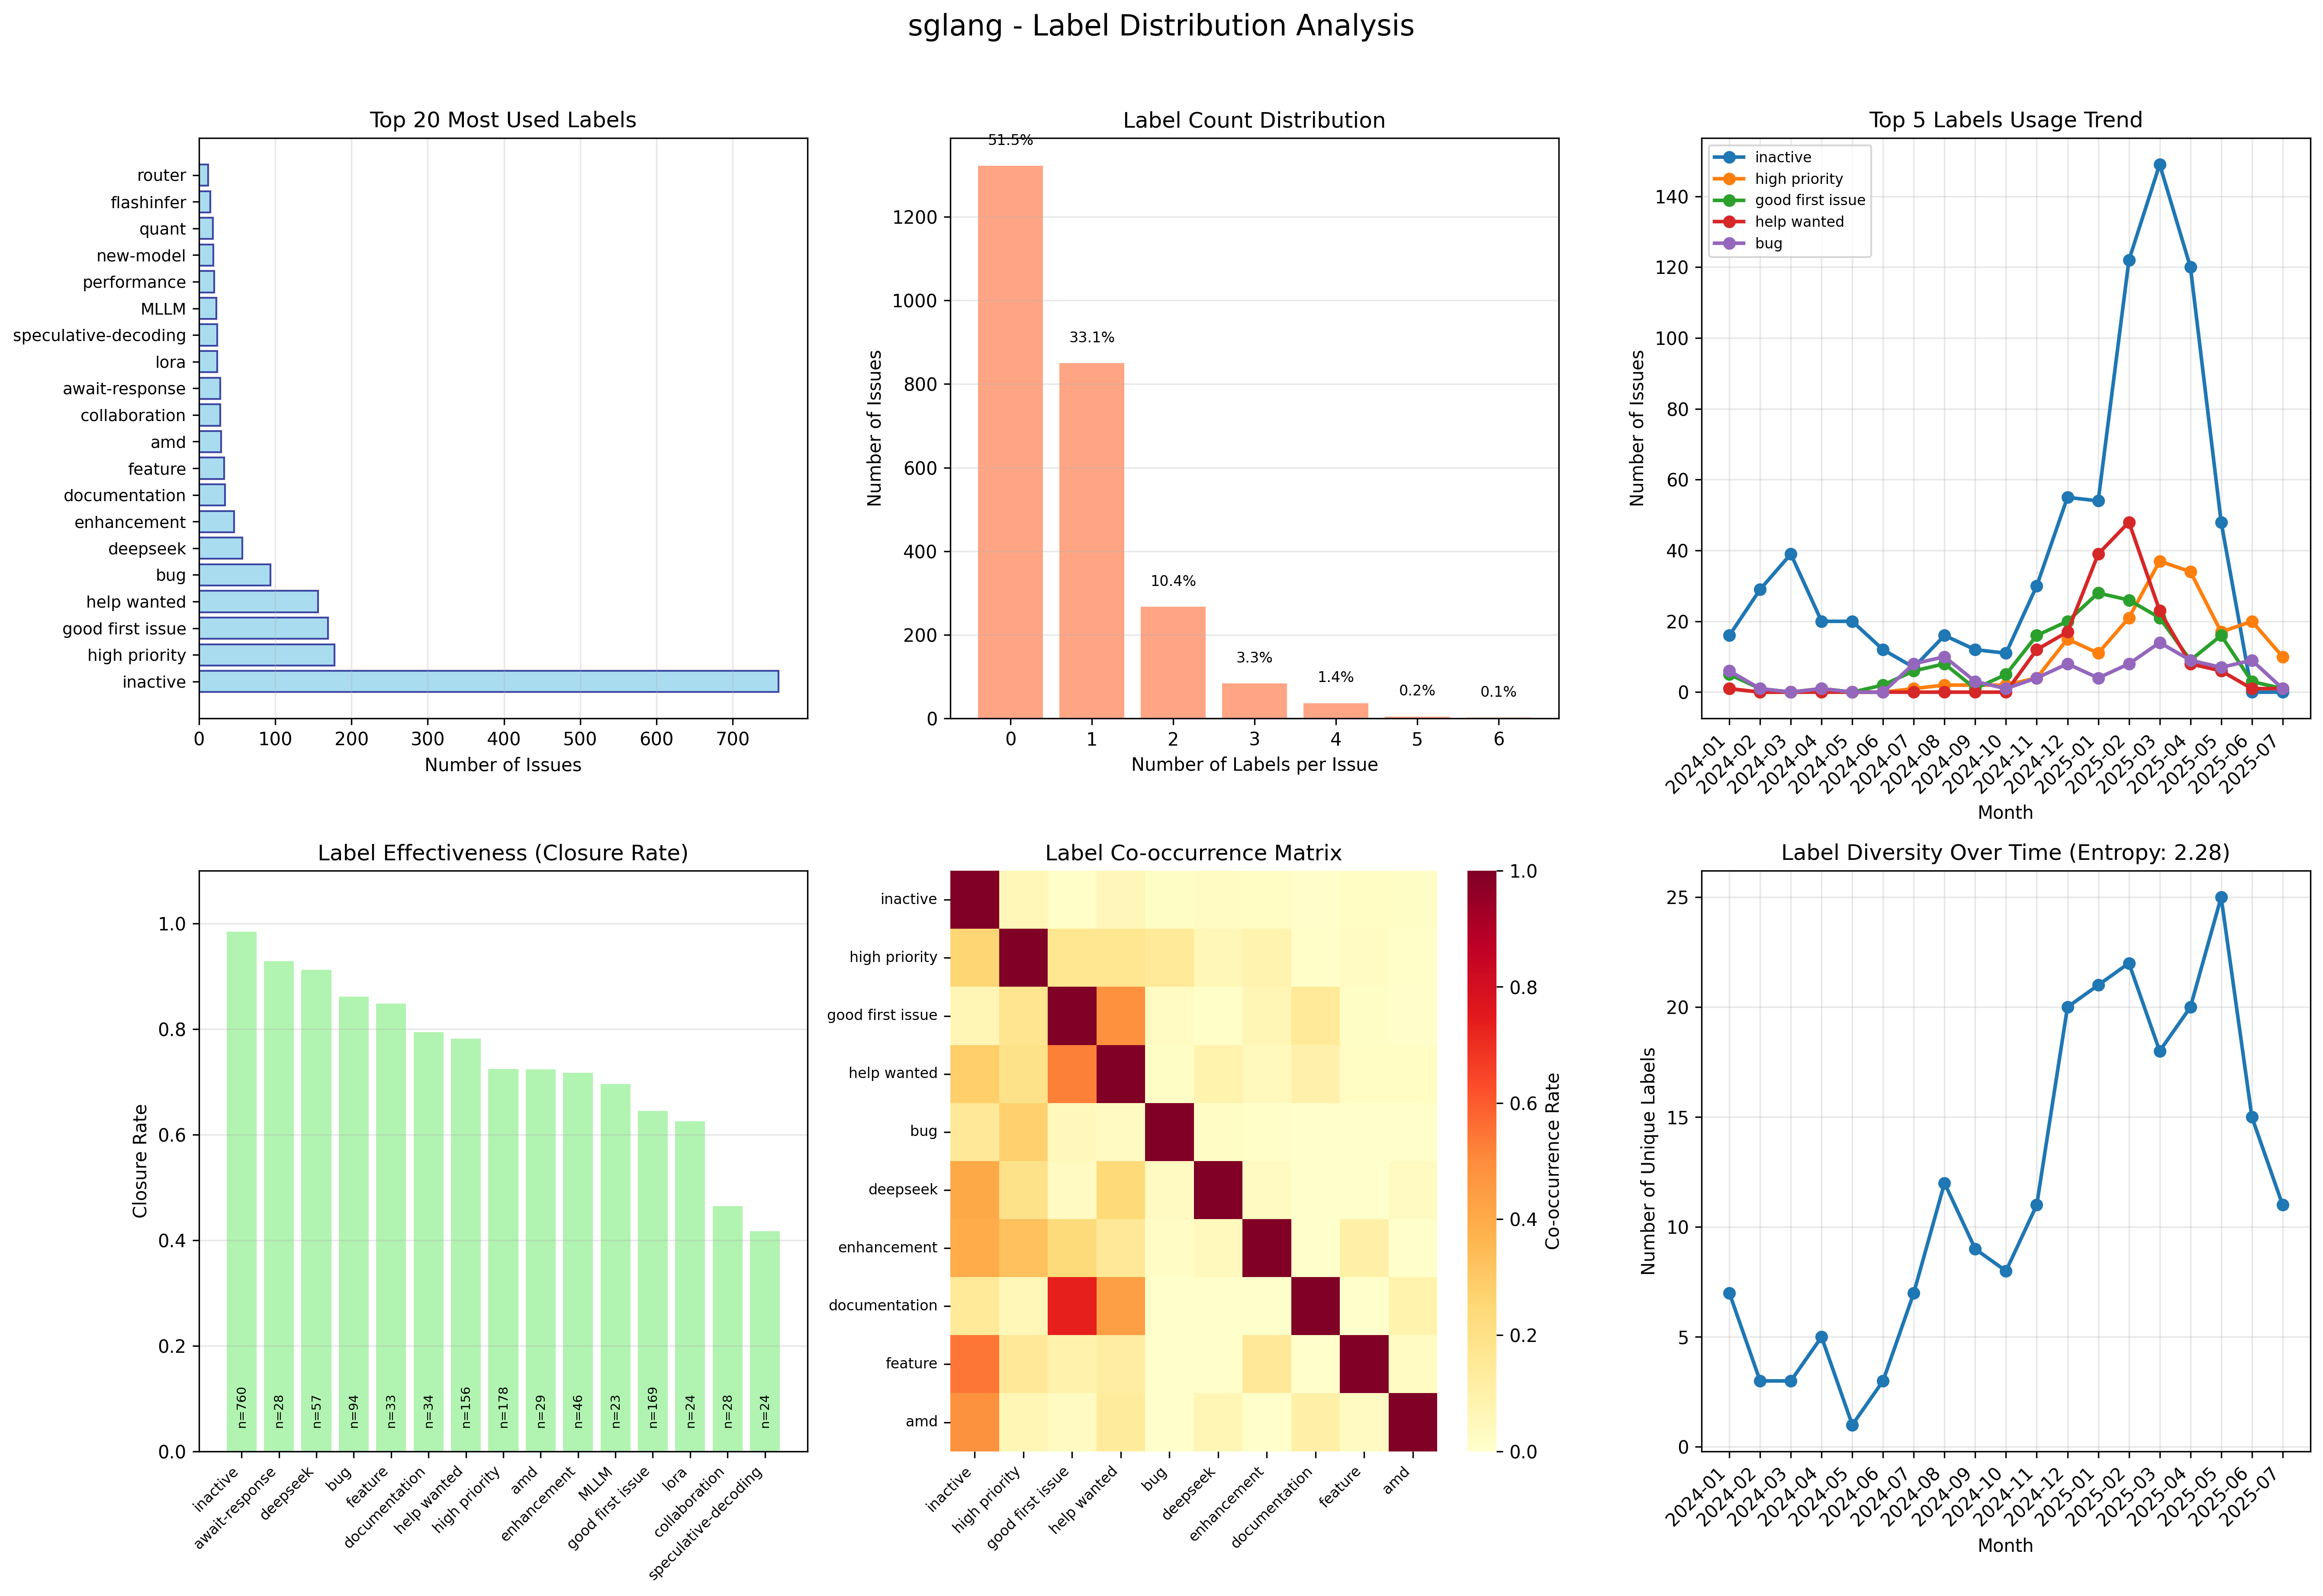 sglang - Label Distribution Analysis
Top 20 Most Used Labels
router
flashinfer
quant
new-model
performance
MLLM
speculative-decoding
lora
await-response
collaboration
amd
feature
documentation
enhancement
deepseek
bug
help wanted
good first issue
high priority
inactive
0 100 200 300 400 500 600 700
Number of Issues
Label Count Distribution
Number of Issues
1200
1000
800
600
400
200
0
51.5%
33.1%
10.4%
3.3%
1.4%
0.2%
0.1%
0 1 2 3 4 5 6
Number of Labels per Issue
Top 5 Labels Usage Trend
inactive
high priority
good first issue
help wanted
bug
Number of Issues
140
120
100
80
60
40
20
0
2024-01
2024-02
2024-03
2024-04
2024-05
2024-06
2024-07
2024-08
2024-09
2024-10
2024-11
2024-12
2025-01
2025-02
2025-03
2025-04
2025-05
2025-06
2025-07
Month
Label Effectiveness (Closure Rate)
Closure Rate
1.0
0.8
0.6
0.4
0.2
0.0
n=760
n=28
n=57
n=94
n=33
n=34
n=156
n=178
n=29
n=46
n=23
n=169
n=24
n=28
n=24
inactive
await-response
deepseek
bug
feature
documentation
help wanted
high priority
amd
enhancement
MLLM
good first issue
lora
collaboration
speculative-decoding
Label Co-occurrence Matrix
inactive
high priority
good first issue
help wanted
bug
deepseek
enhancement
documentation
feature
amd
inactive
high priority
good first issue
help wanted
bug
deepseek
enhancement
documentation
feature
amd
1.0
0.8
0.6
0.4
0.2
0.0
Co-occurrence Rate
Label Diversity Over Time (Entropy: 2.28)
Number of Unique Labels
25
20
15
10
5
0
2024-01
2024-02
2024-03
2024-04
2024-05
2024-06
2024-07
2024-08
2024-09
2024-10
2024-11
2024-12
2025-01
2025-02
2025-03
2025-04
2025-05
2025-06
2025-07
Month